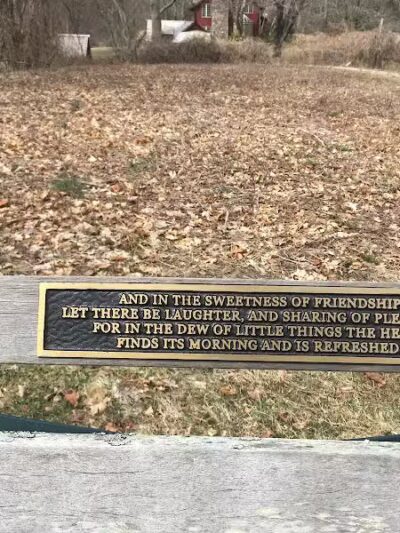 AND IN THE SWEETNESS OF FRIENDSHIP
LET THERE BE LAUGHTER, AND SHARING OF PLE
FOR IN THE DEW OF LITTLE THINGS THE HE
FINDS ITS MORNING AND IS REFRESHED